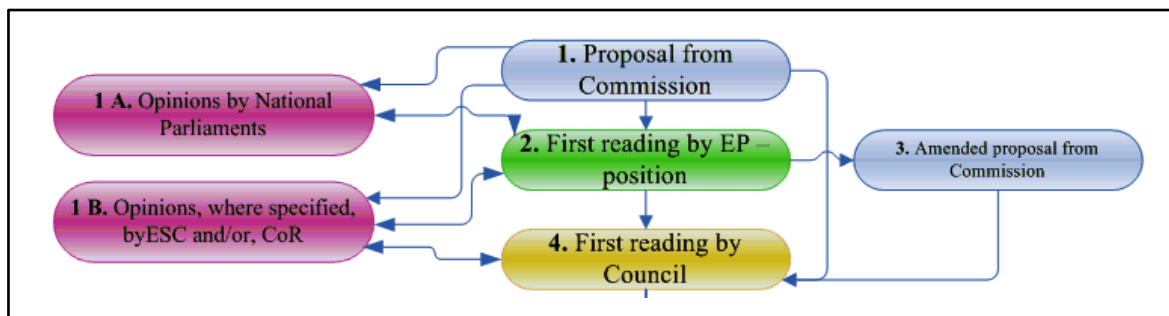 1. Proposal from
Commission
1 A. Opinions by National
Parliaments
2. First reading by EP –
position
3. Amended proposal from
Commission
1 B. Opinions, where specified,
byESC and/or, CoR
4. First reading by
Council